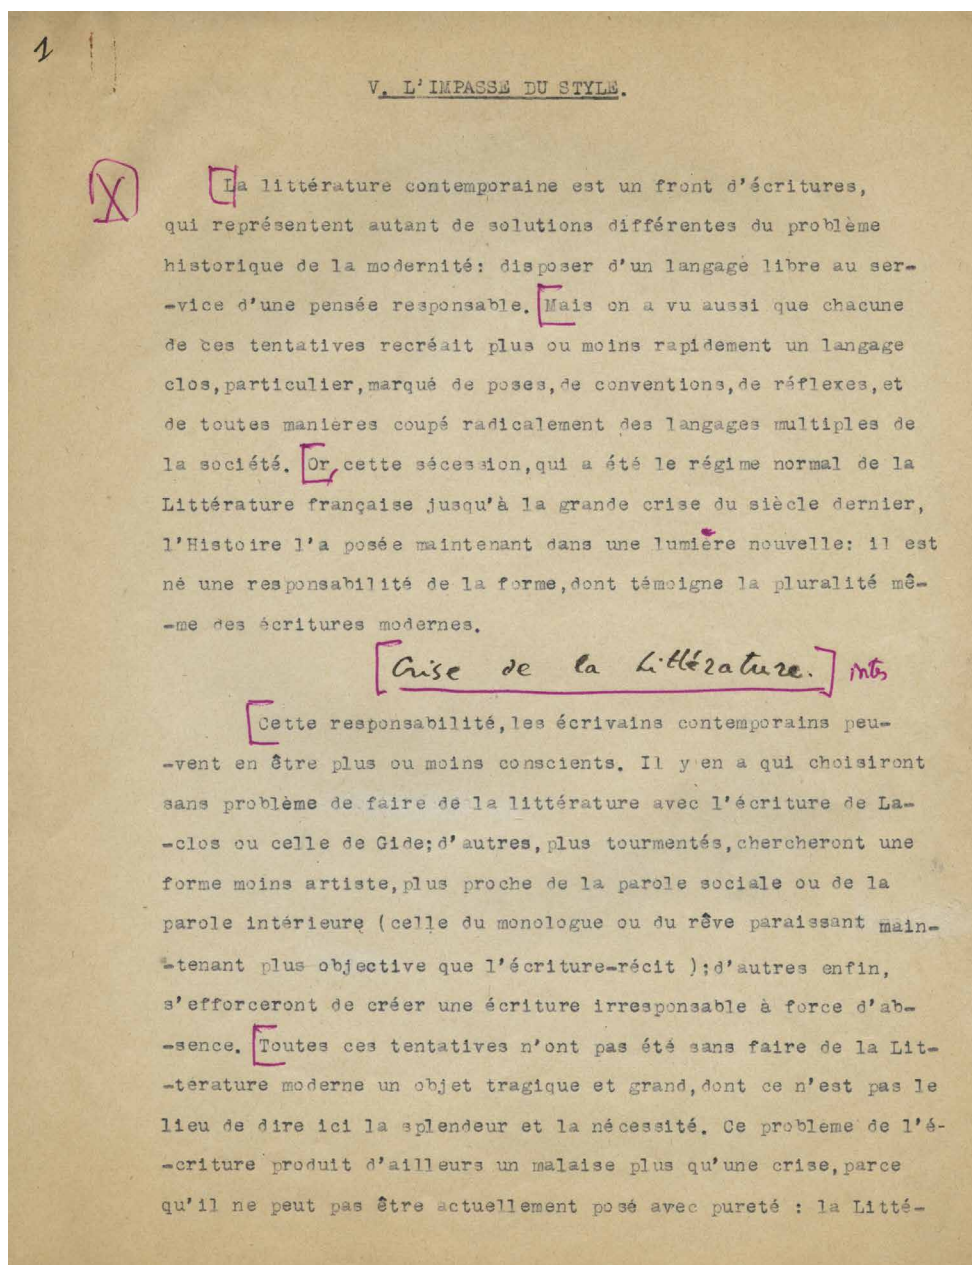 1
V. L'IMPASSE DU STYLE.
X
La littérature contemporaine est un front d'écritures,
qui représentent autant de solutions différentes du problème
historique de la modernité: disposer d'un langage libre au ser-
-vice d'une pensée responsable. Mais on a vu aussi que chacune
de ces tentatives recréait plus ou moins rapidement un langage
clos,particulier,marqué de poses,de conventions,de réflexes,et
de toutes manières coupé radicalement des langages multiples de
la société. Or, cette sécession,qui a été le régime normal de la
Littérature française jusqu'à la grande crise du siècle dernier,
l'Histoire l'a posée maintenant dans une lumière nouvelle: il est
né une responsabilité de la forme,dont témoigne la pluralité mê-
-me des écritures modernes.
[Crise de la Littérature.] inter
Cette responsabilité,les écrivains contemporains peu-
-vent en être plus ou moins conscients. Il y en a qui choisiront
sans problème de faire de la littérature avec l'écriture de La-
-clos ou celle de Gide;d'autres,plus tourmentés,chercheront une
forme moins artiste,plus proche de la parole sociale ou de la
parole intérieure (celle du monologue ou du rêve paraissant main-
-tenant plus objective que l'écriture-récit );d'autres enfin,
s'efforceront de créer une écriture irresponsable à force d'ab-
-sence. Toutes ces tentatives n'ont pas été sans faire de la Lit-
-térature moderne un objet tragique et grand,dont ce n'est pas le
lieu de dire ici la splendeur et la nécessité. Ce probleme de l'é-
-criture produit d'ailleurs un malaise plus qu'une crise,parce
qu'il ne peut pas être actuellement posé avec pureté : la Litté-